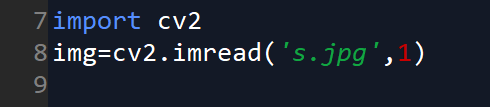 7 import cv2
8 img=cv2.imread('s.jpg',1)
9